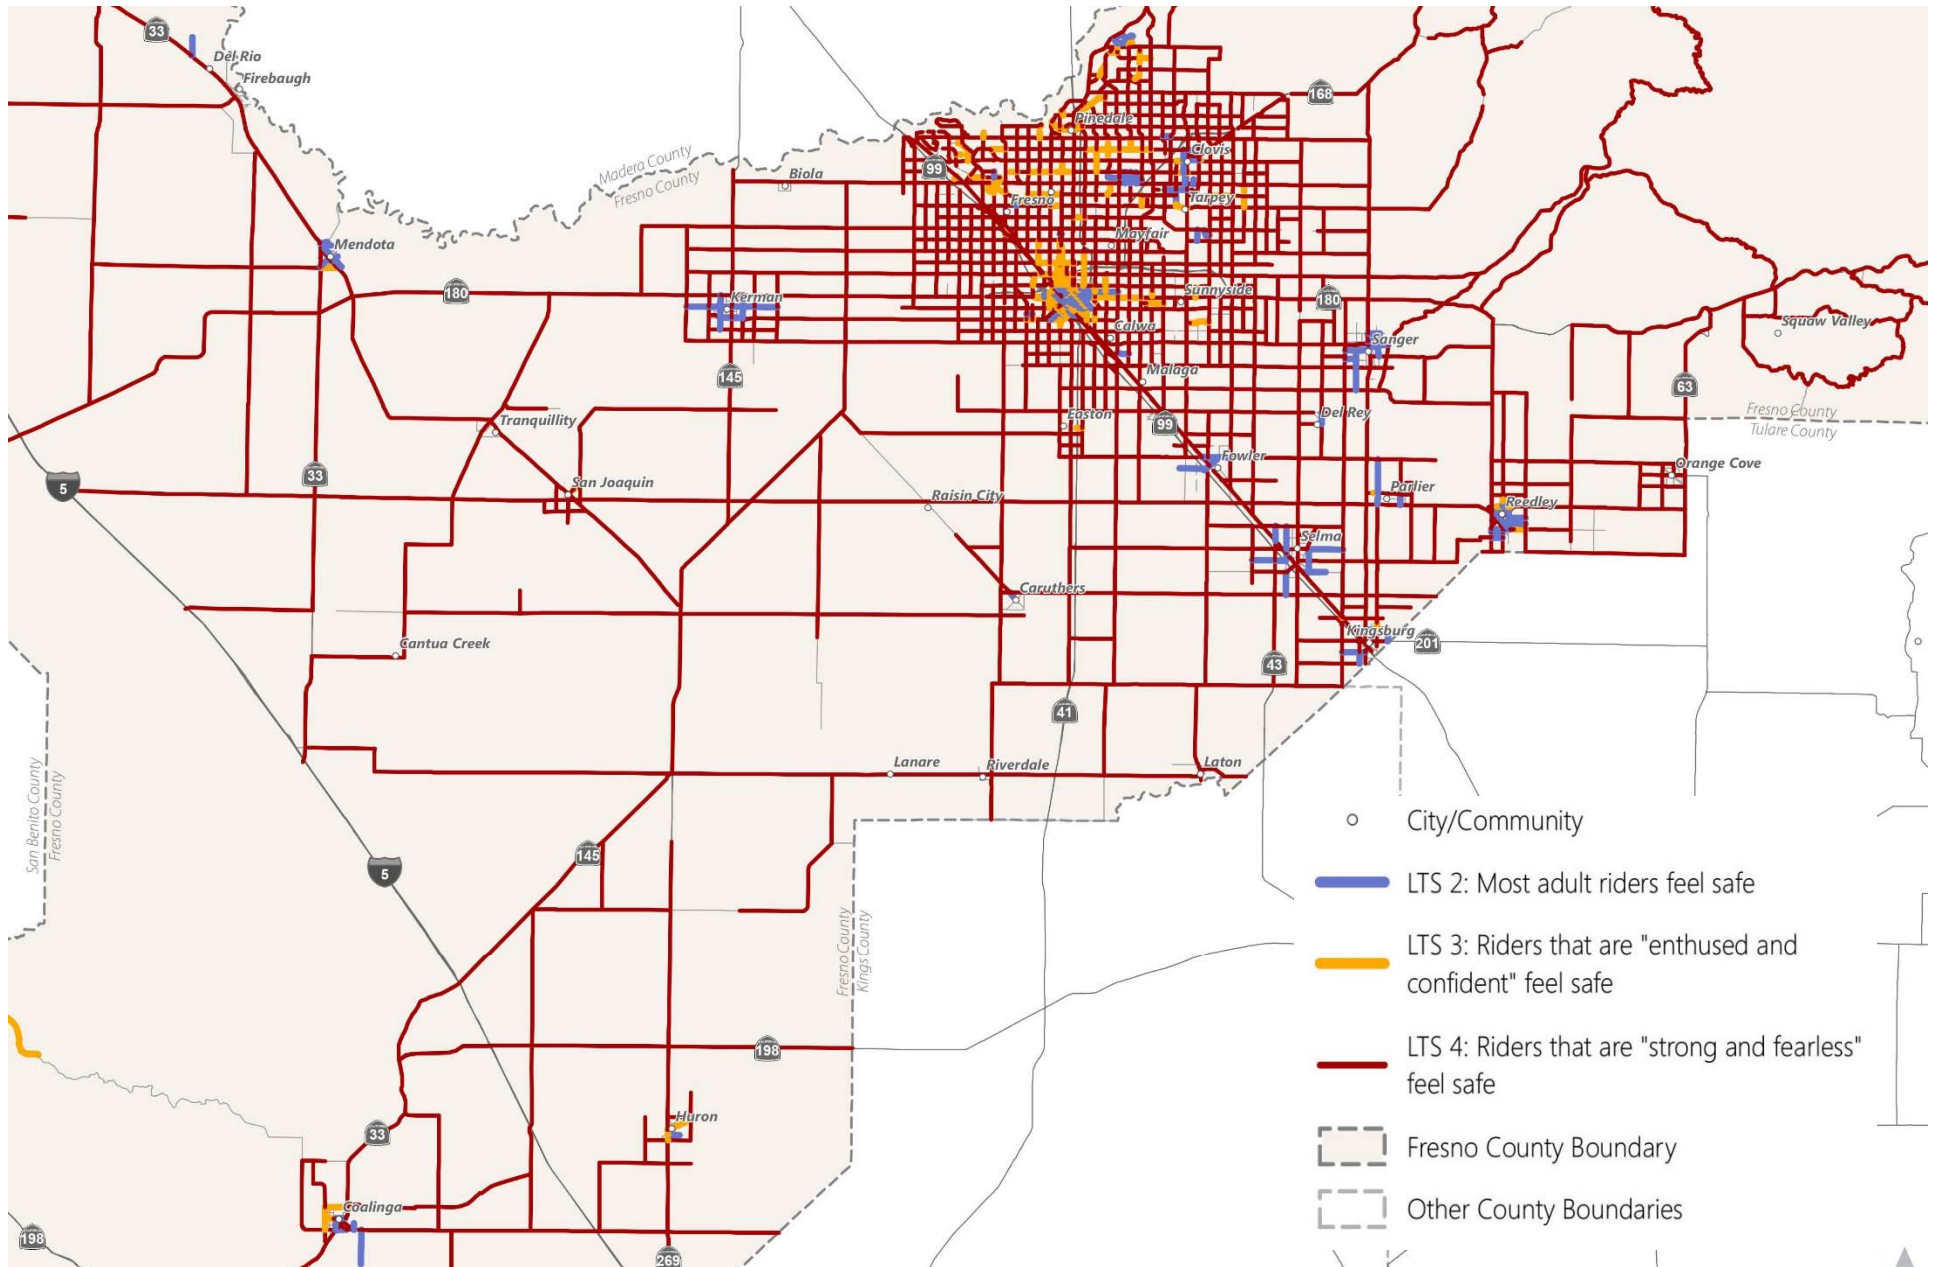 33
Del Rio
Firebaugh
168
Pinedale
Madera County
Fresno County
99
Clovis
Biola
Tarpey
Fresno
Mayfair
Mendota
180
Kerman
Sunnyside
180
Calwa
Squaw Valley
Sanger
145
Malaga
63
Easton
Del Rey
Fresno County
Tulare County
Tranquillity
99
Fowler
Orange Cove
33
5
San Joaquin
Raisin City
Parlier
Reedley
Selma
Caruthers
Cantua Creek
Kingsburg
201
43
41
San Benito County
Fresno County
Lanare
Riverdale
Laton
145
5
Fresno County
Kings County
198
Huron
33
Coalinga
198
269
City/Community
LTS 2: Most adult riders feel safe
LTS 3: Riders that are "enthused and
confident" feel safe
LTS 4: Riders that are "strong and fearless"
feel safe
Fresno County Boundary
Other County Boundaries